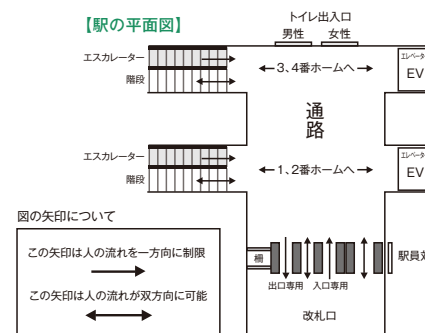 【駅の平面図】
トイレ出入口
男性 女性
エスカレーター
階段
←3、4番ホームへ→
エレベーター
EV
通路
エスカレーター
階段
←1、2番ホームへ→
エレベーター
EV
図の矢印について
この矢印は人の流れを一方向に制限
この矢印は人の流れが双方向に可能
柵
駅員
出口専用 入口専用
改札口